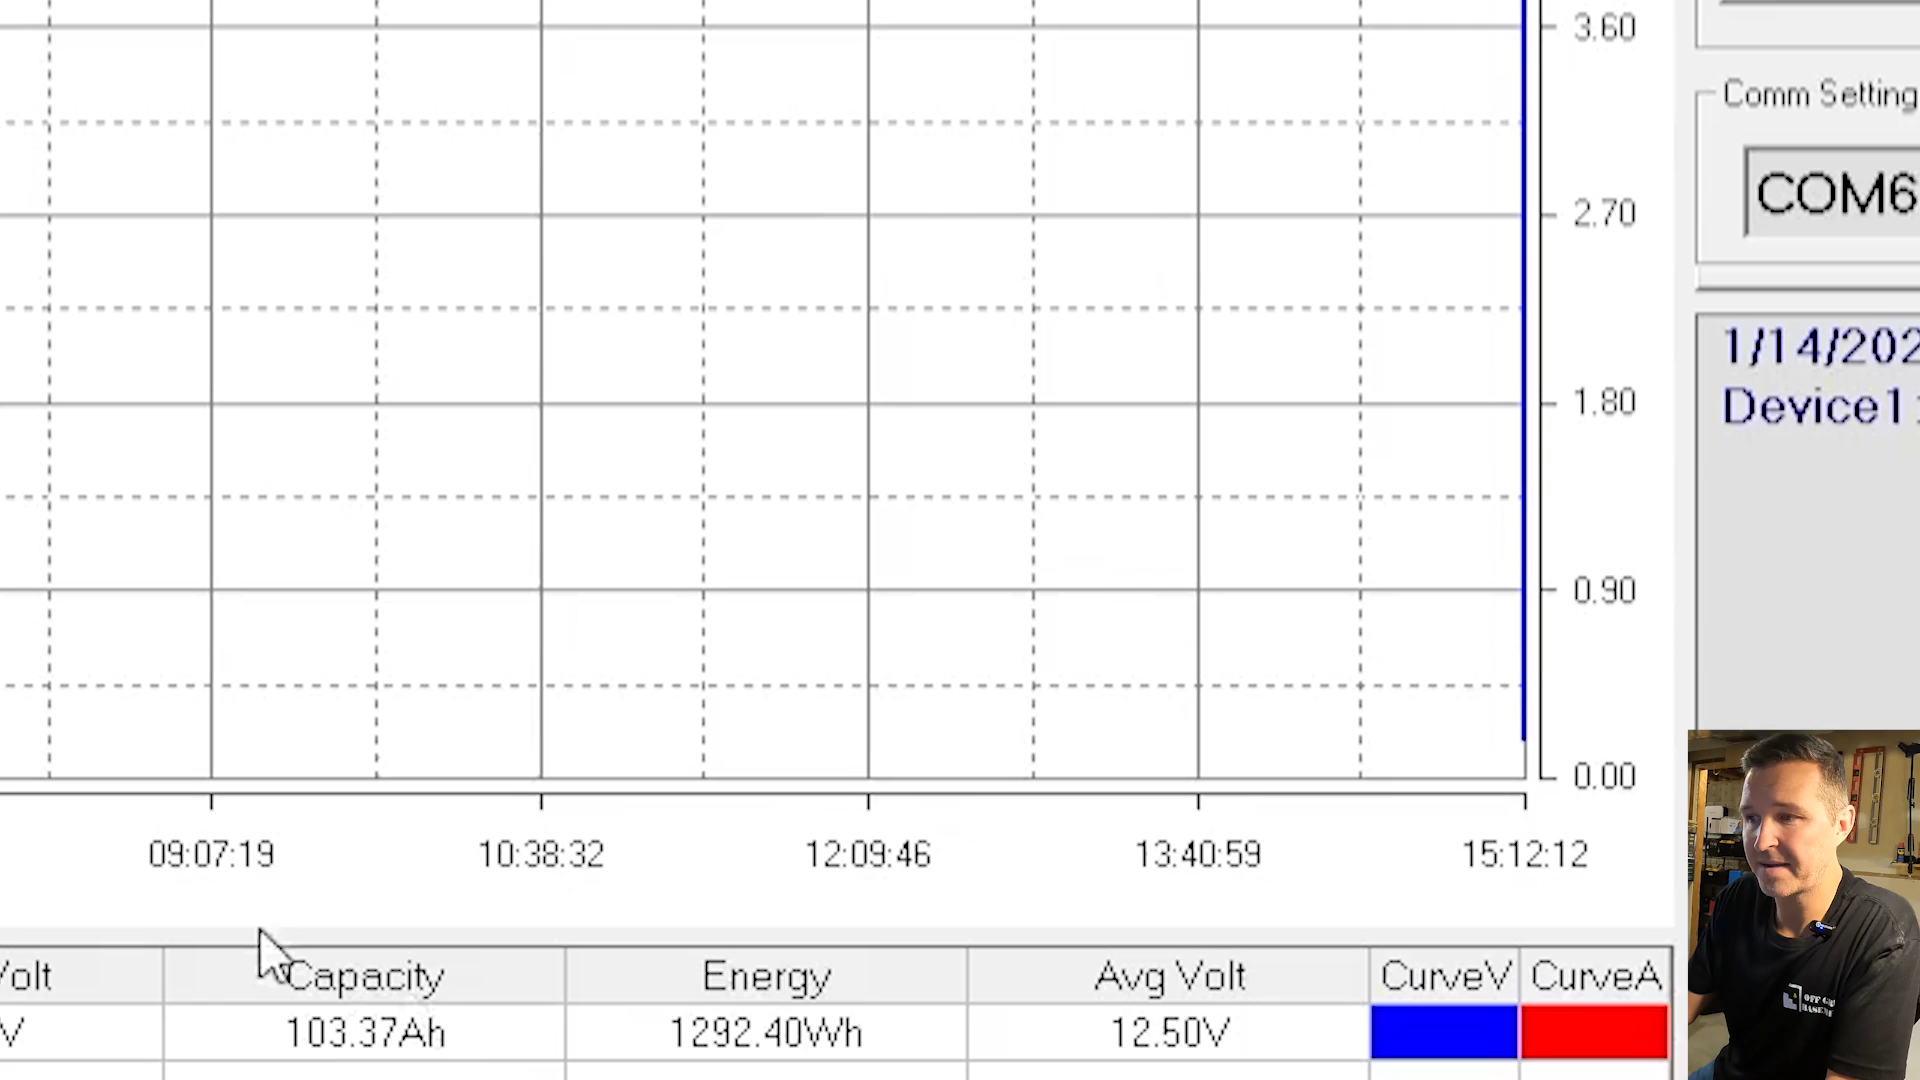 3.60
2.70
1.80
0.90
0.00
09:07:19 10:38:32 12:09:46 13:40:59 15:12:12
Comm Setting
COM6
1/14/202
Device1:
Volt Capacity Energy Avg Volt CurveV CurveA
V 103.37Ah 1292.40Wh 12.50V
OFF G
BASEM